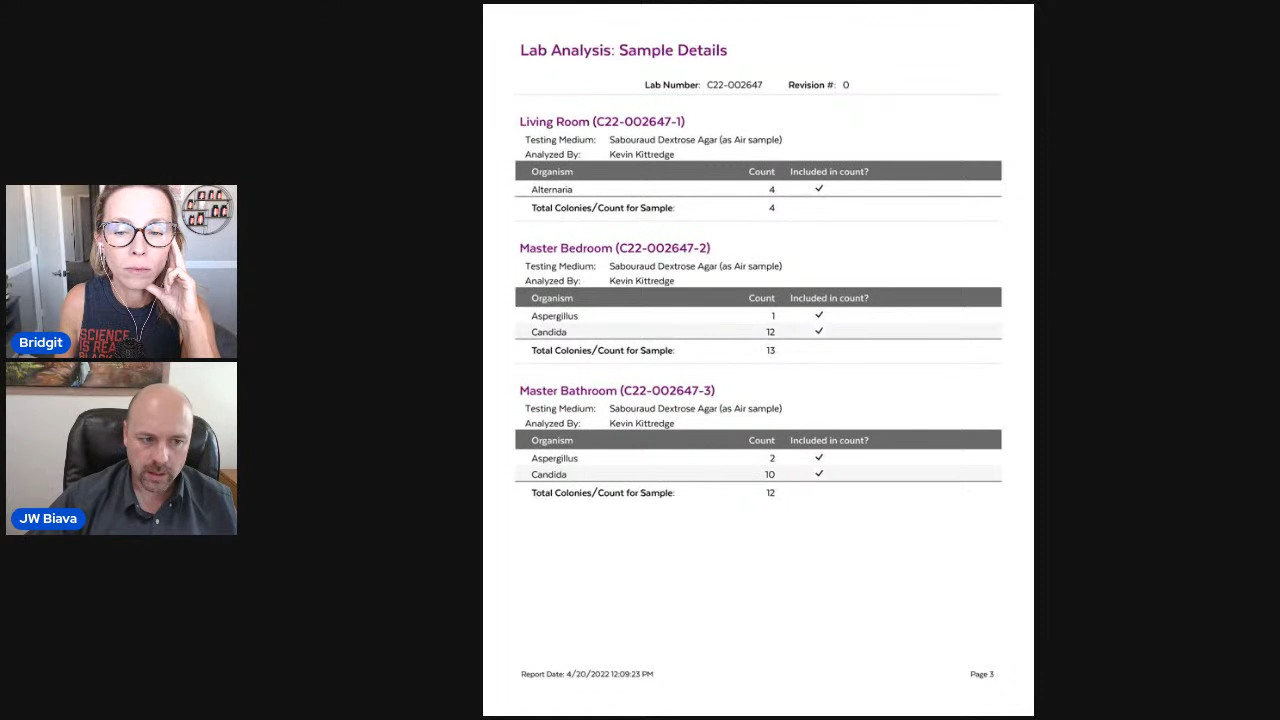 Lab Analysis: Sample Details
Lab Number: C22-002647 Revision #: 0
Living Room (C22-002647-1)
Testing Medium: Sabouraud Dextrose Agar (as Air sample)
Analyzed By: Kevin Kittredge
Organism Count Included in count?
Alternaria 4 ✓
Total Colonies/Count for Sample: 4
Master Bedroom (C22-002647-2)
Testing Medium: Sabouraud Dextrose Agar (as Air sample)
Analyzed By: Kevin Kittredge
Organism Count Included in count?
Aspergillus 1 ✓
Candida 12 ✓
Total Colonies/Count for Sample: 13
Master Bathroom (C22-002647-3)
Testing Medium: Sabouraud Dextrose Agar (as Air sample)
Analyzed By: Kevin Kittredge
Organism Count Included in count?
Aspergillus 2 ✓
Candida 10 ✓
Total Colonies/Count for Sample: 12
Report Date: 4/20/2022 12:09:23 PM Page 3
SCIENCE
IS REA
Bridgit
JW Biava